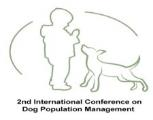 2nd International Conference on
Dog Population Management